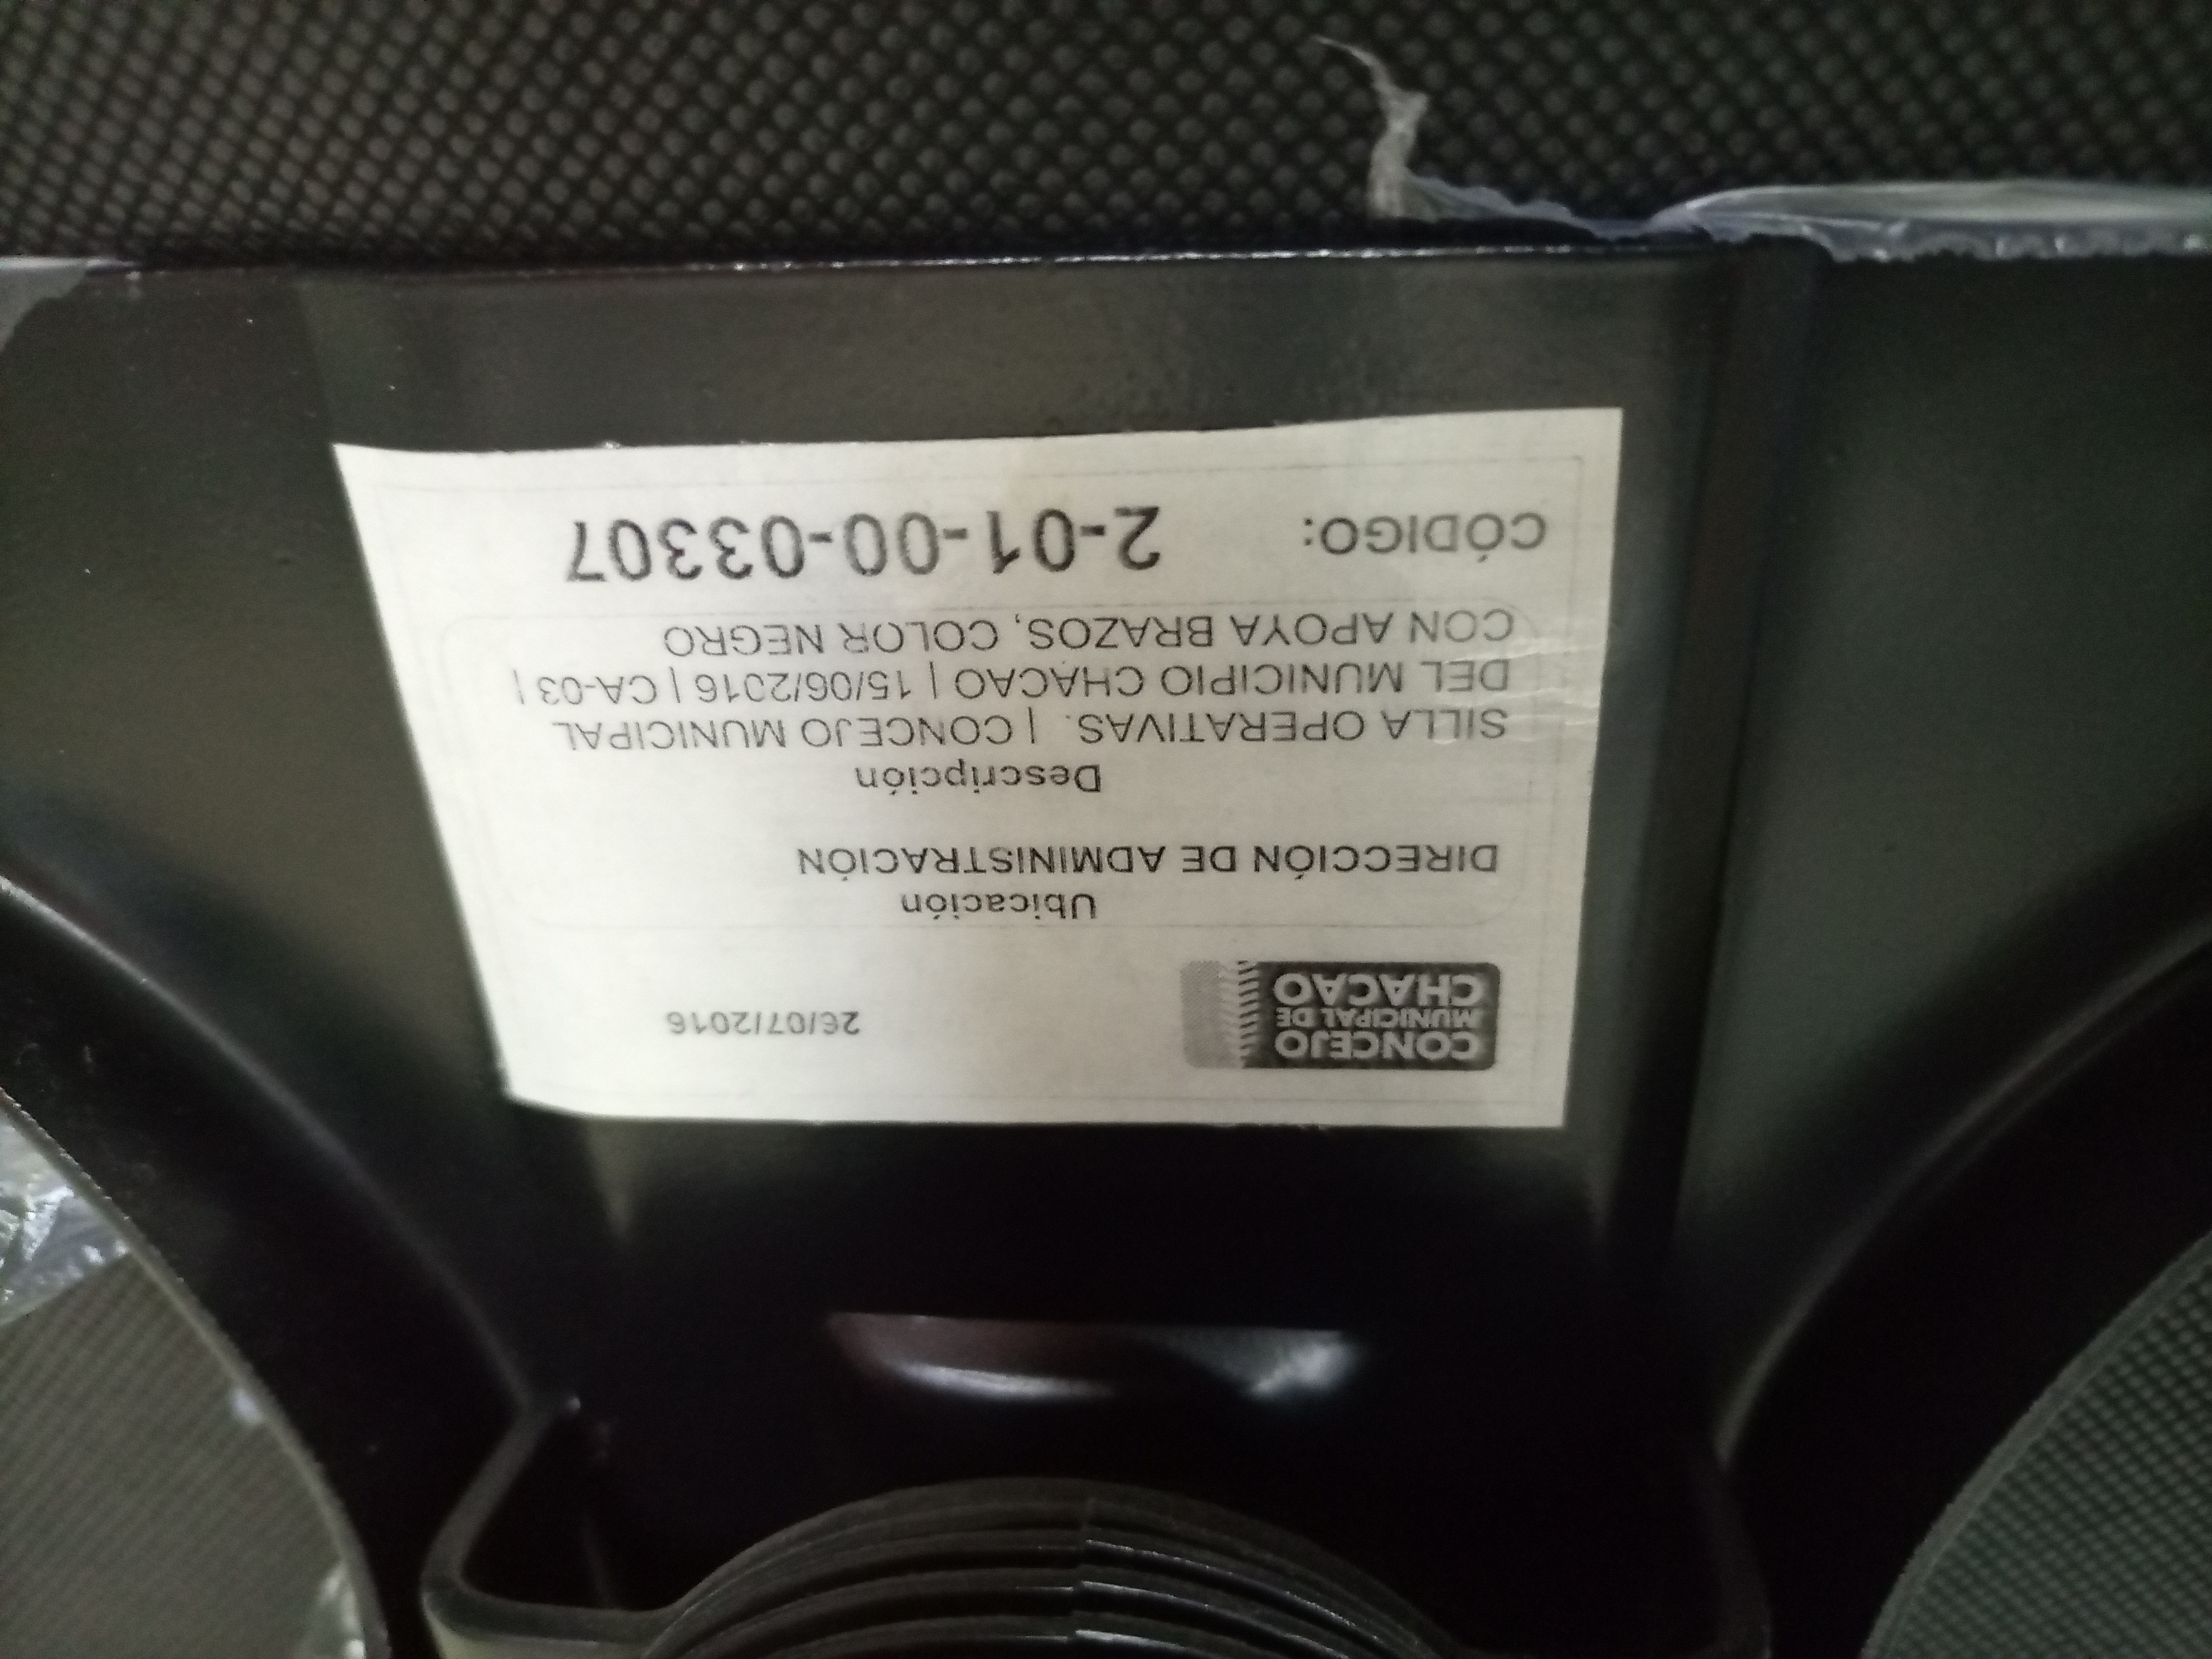 CONCEJO
MUNICIPAL DE
CHACAO
26/07/2016
Ubicación
DIRECCIÓN DE ADMINISTRACIÓN
Descripción
SILLA OPERATIVAS. | CONCEJO MUNICIPAL
DEL MUNICIPIO CHACAO | 15/06/2016 | CA-03 |
CON APOYA BRAZOS, COLOR NEGRO
CÓDIGO: 2-01-00-03307